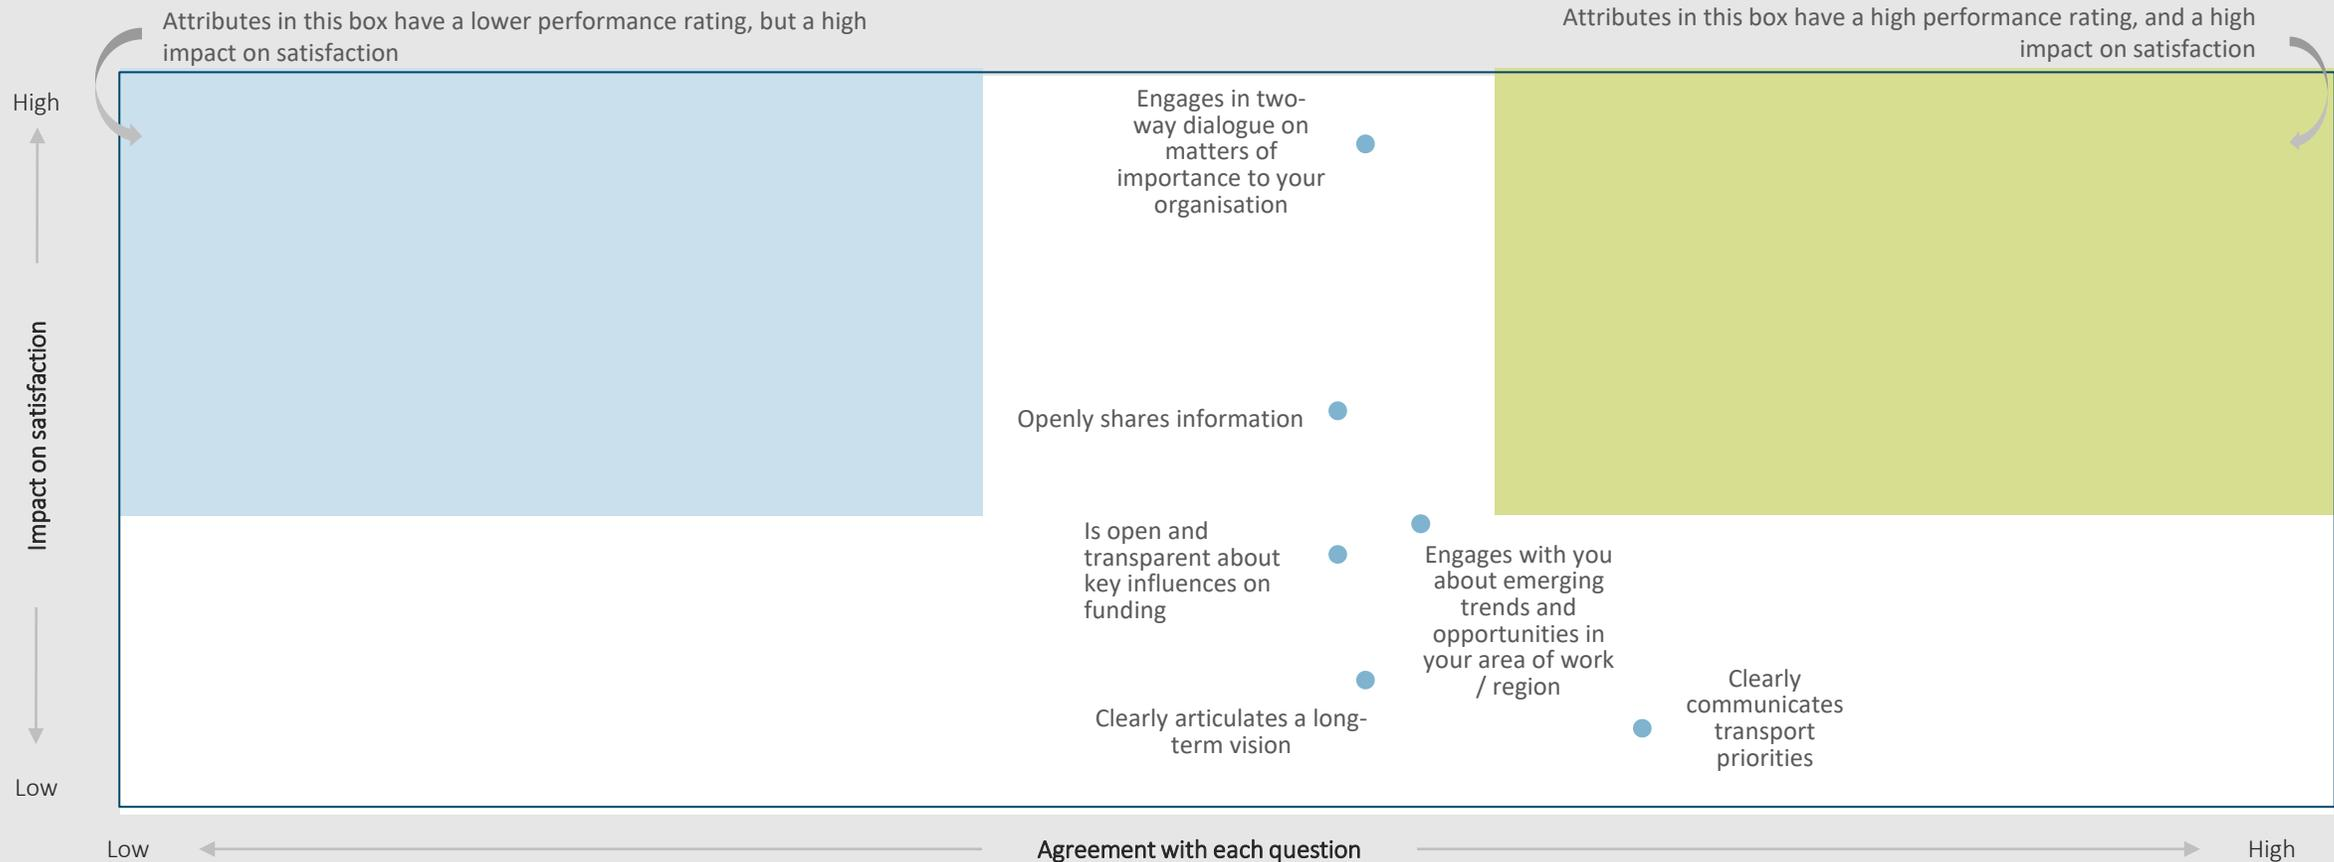 Attributes in this box have a lower performance rating, but a high
impact on satisfaction
Attributes in this box have a high performance rating, and a high
impact on satisfaction
High
Impact on satisfaction
Low
Engages in two-
way dialogue on
matters of
importance to your
organisation
Openly shares information
Is open and
transparent about
key influences on
funding
Engages with you
about emerging
trends and
opportunities in
your area of work
/ region
Clearly articulates a long-
term vision
Clearly
communicates
transport
priorities
Low
Agreement with each question
High